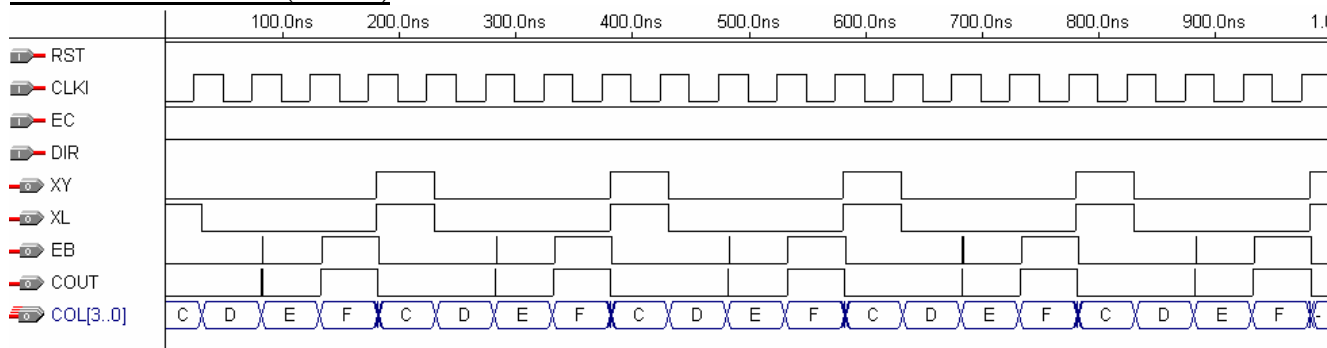 100.0ns 200.0ns 300.0ns 400.0ns 500.0ns 600.0ns 700.0ns 800.0ns 900.0ns
RST
CLKI
EC
DIR
XY
XL
EB
COUT
COL[3..0] C D E F C D E F C D E F C D E F C D E F